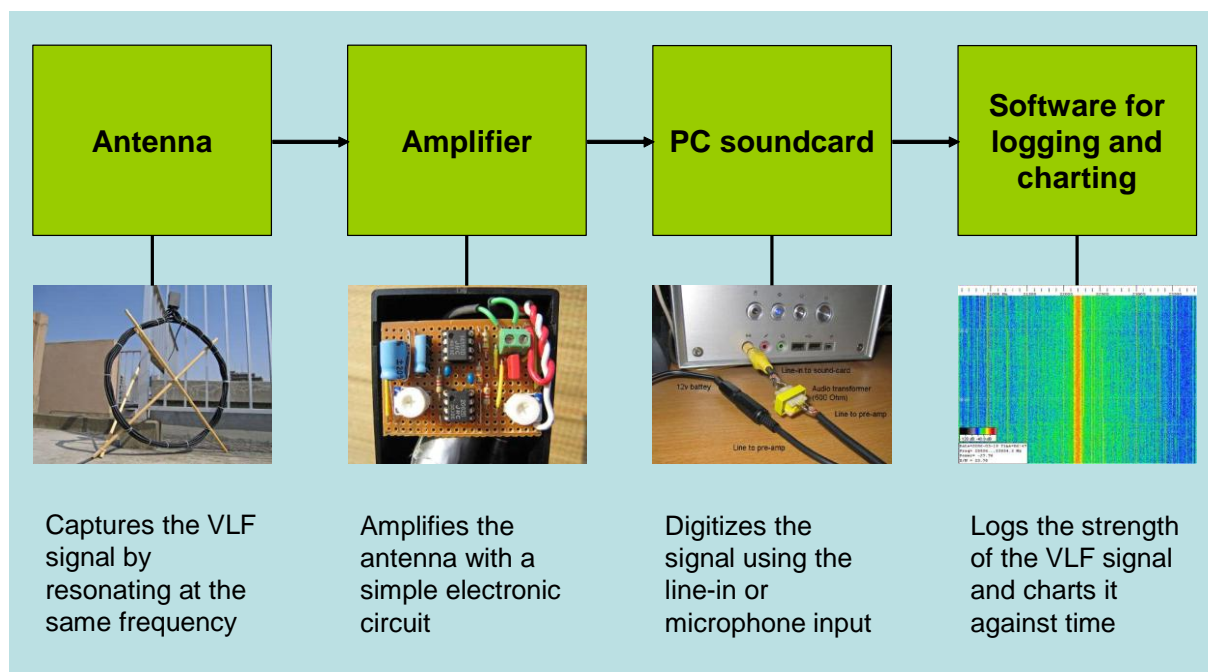 Antenna
Amplifier
PC soundcard
Software for
logging and
charting
Line-in to sound-card
12v battey
Audio transformer
(600 Ohm)
Line to pre-amp
Line to pre-amp
Captures the VLF
signal by
resonating at the
same frequency
Amplifies the
antenna with a
simple electronic
circuit
Digitizes the
signal using the
line-in or
microphone input
Logs the strength
of the VLF signal
and charts it
against time